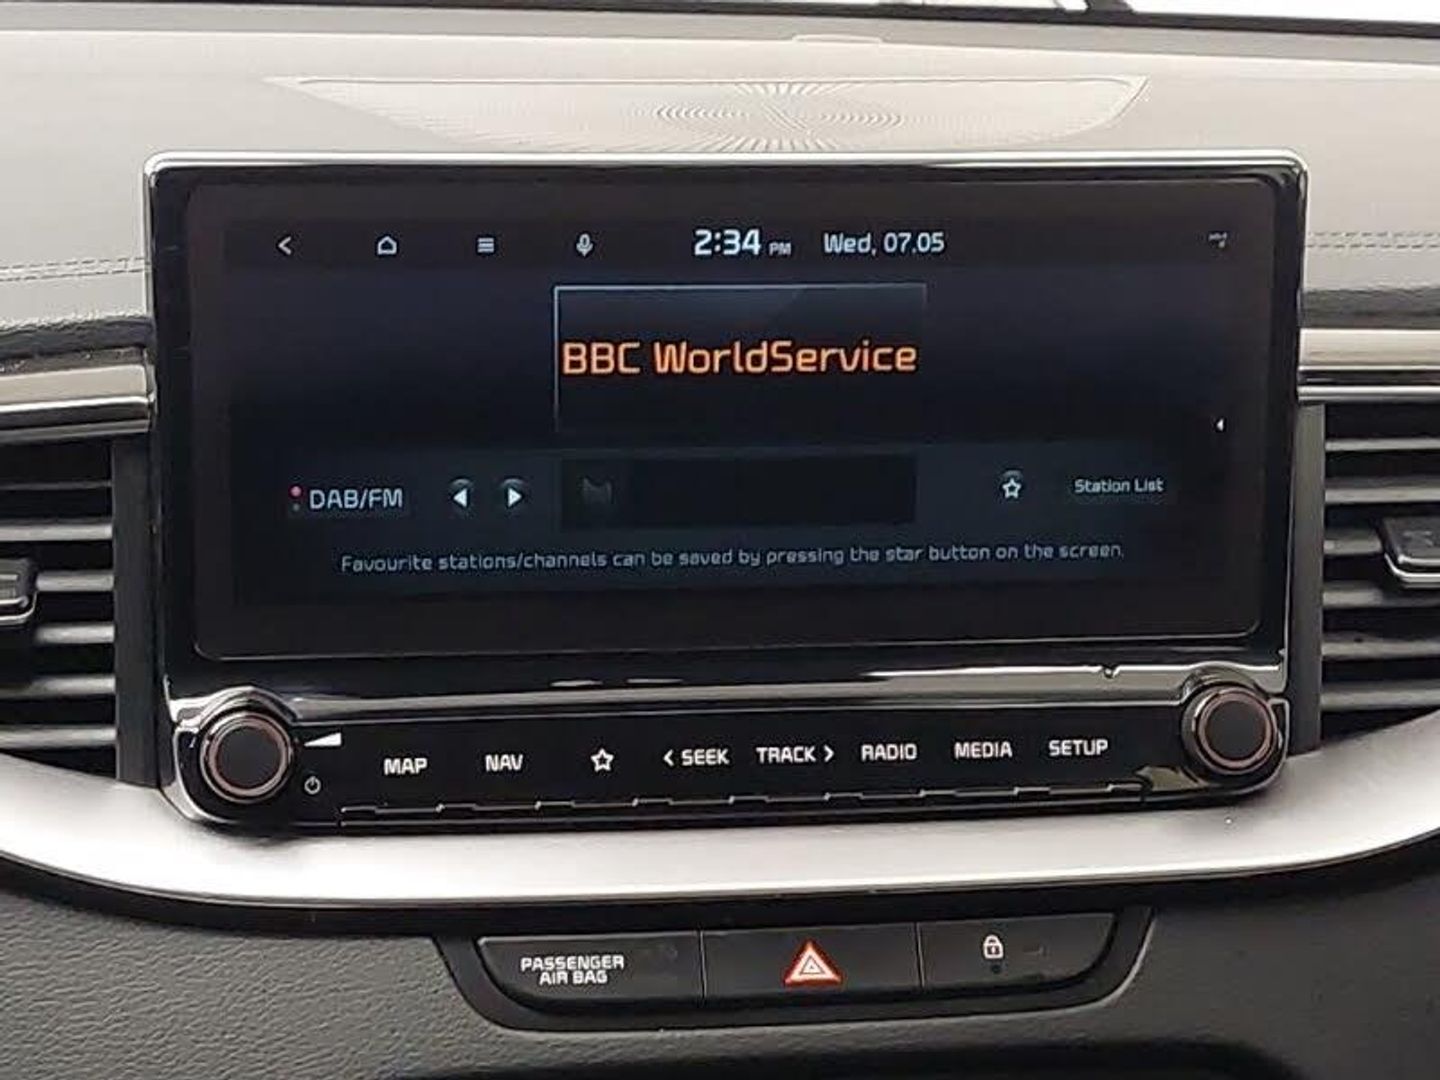 2:34 PM Wed, 07.05
BBC WorldService
DAB/FM
Station List
Favourite stations/channels can be saved by pressing the star button on the screen.
MAP NAV < SEEK TRACK > RADIO MEDIA SETUP
PASSENGER
AIR BAG